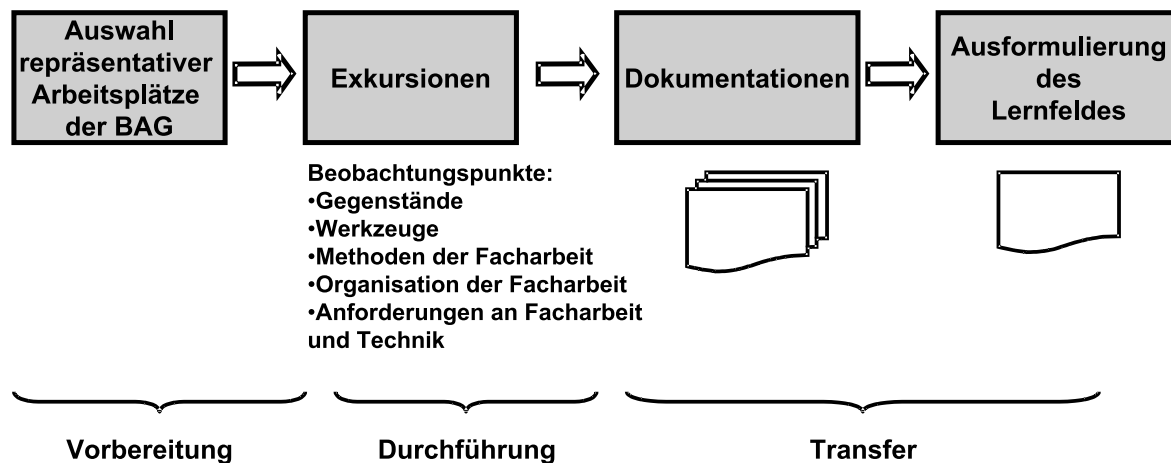 Auswahl
repräsentativer
Arbeitsplätze
der BAG
Exkursionen
Dokumentationen
Ausformulierung
des
Lernfeldes
Beobachtungspunkte:
•Gegenstände
•Werkzeuge
•Methoden der Facharbeit
•Organisation der Facharbeit
•Anforderungen an Facharbeit
und Technik
Vorbereitung
Durchführung
Transfer